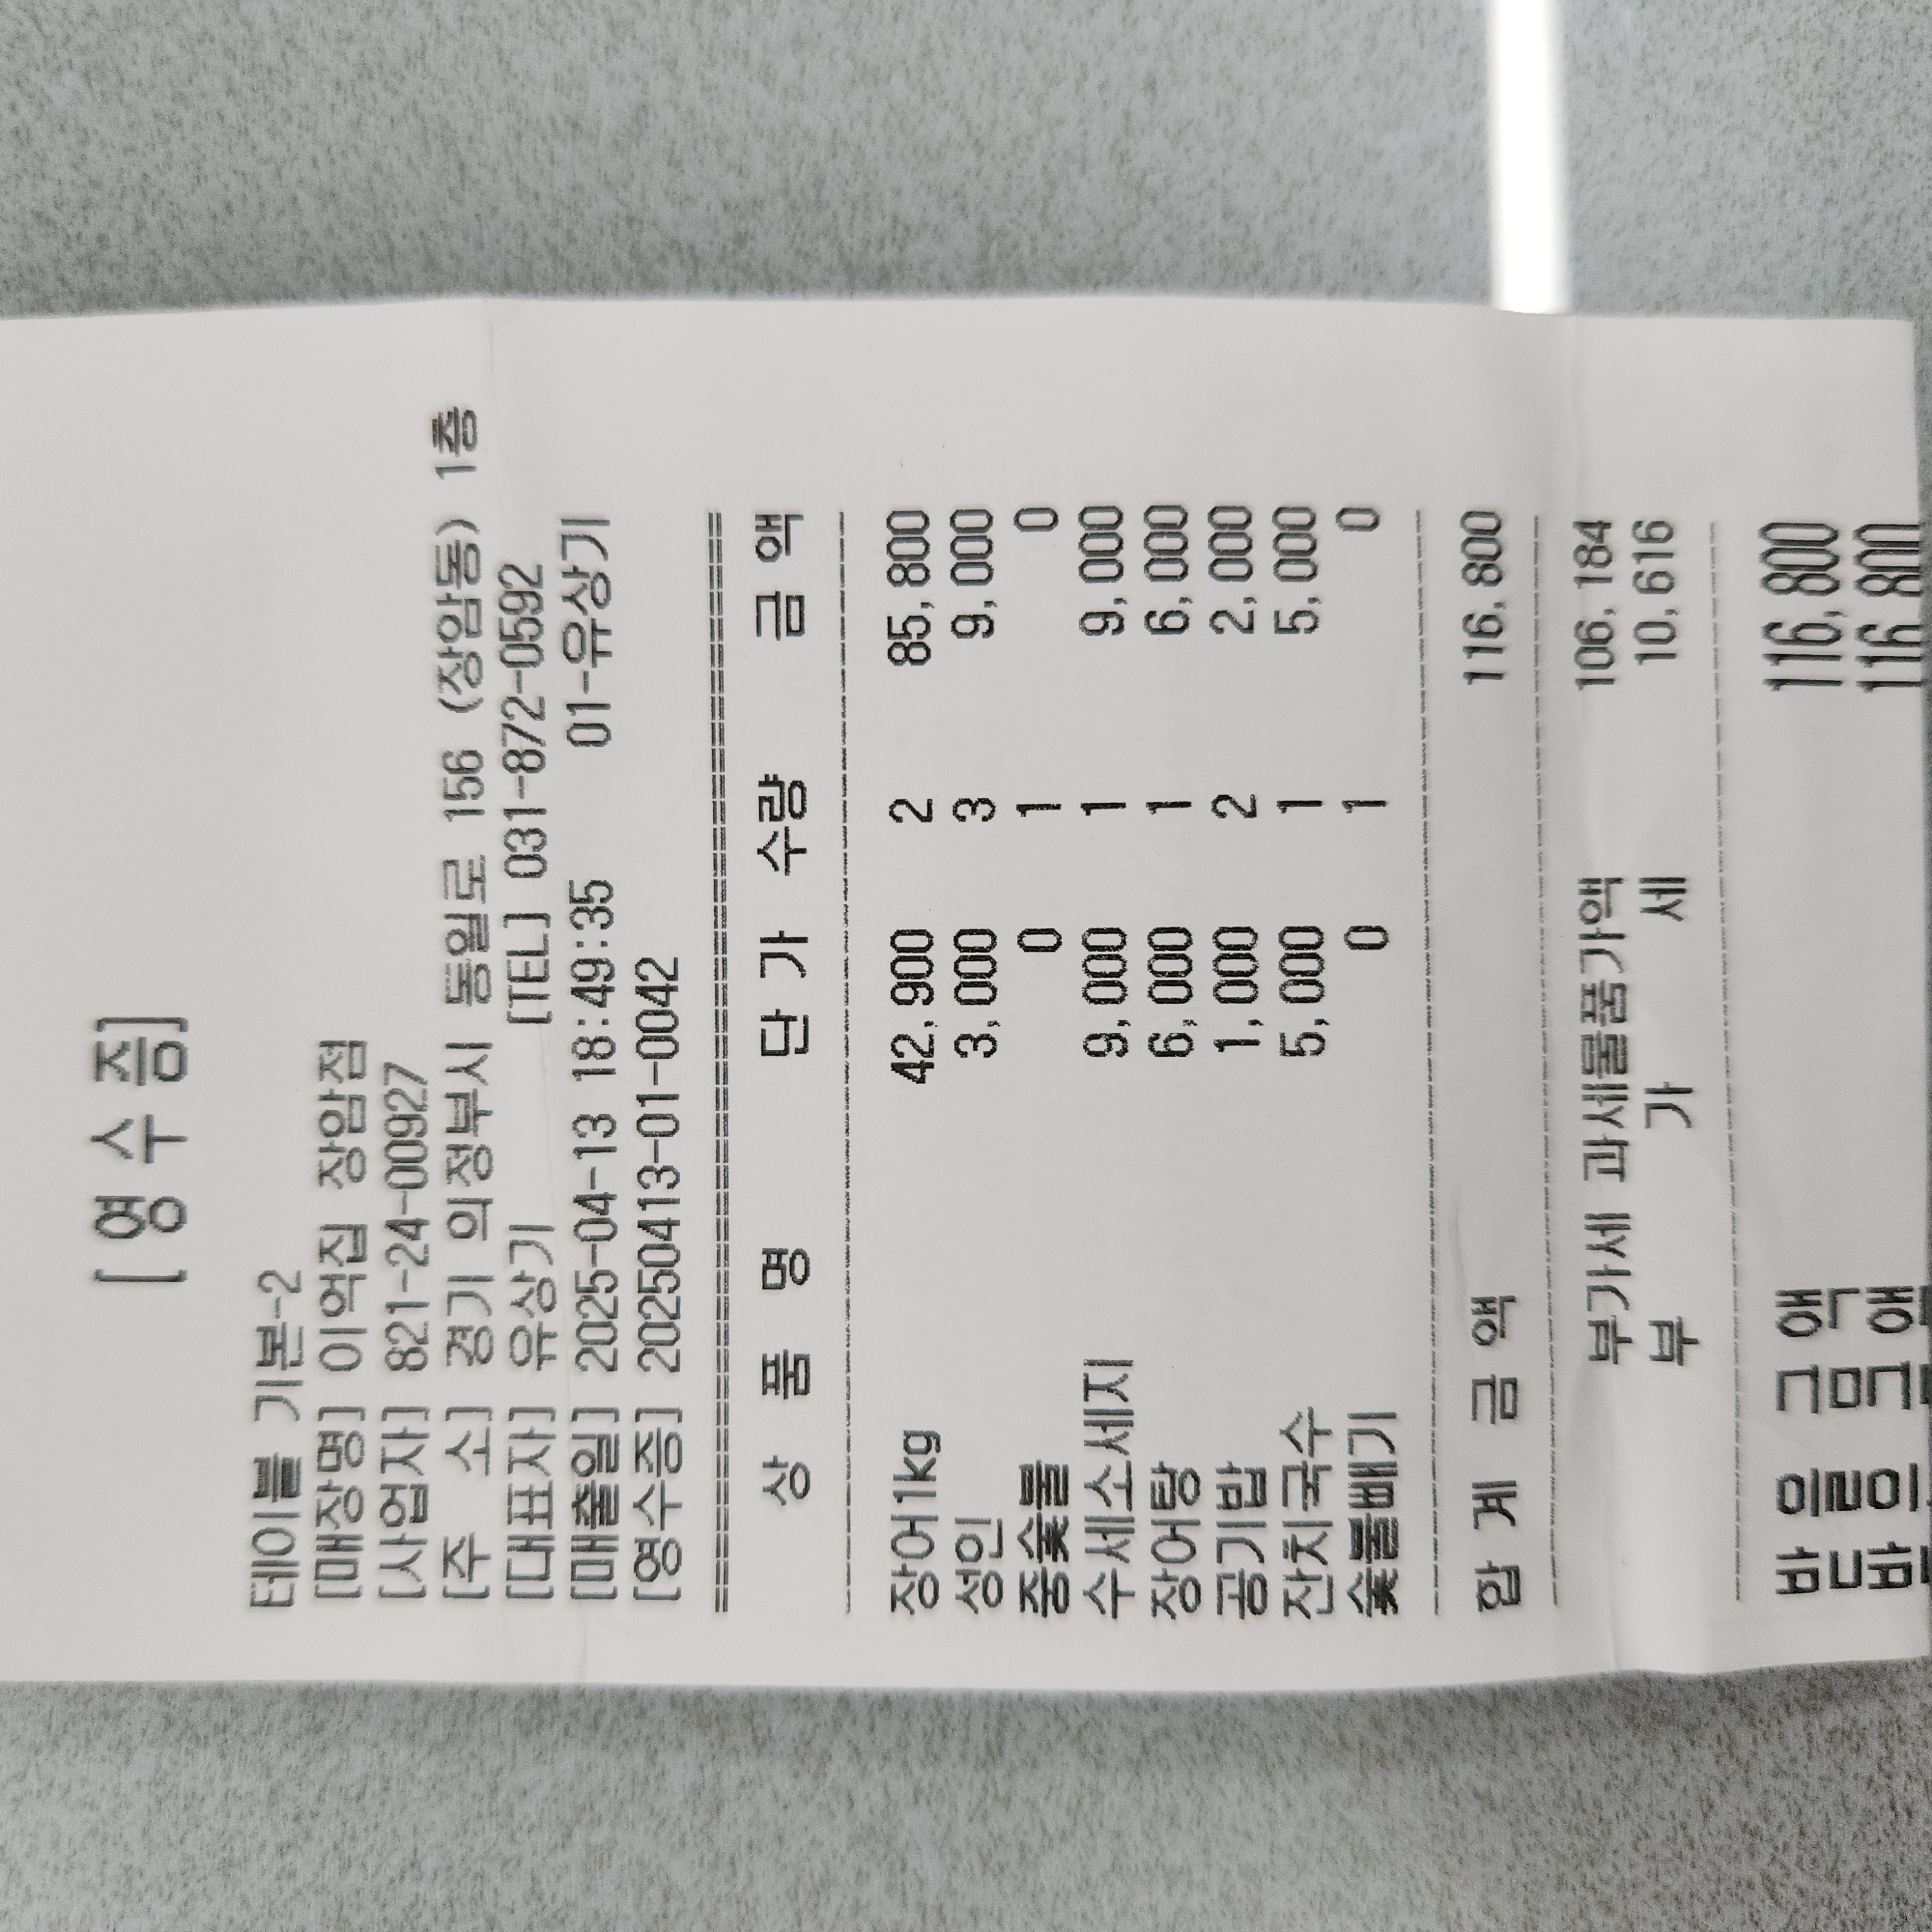 [영수증]
테이블 기본-2
[매장명] 이억집 장암점
[사업자] 821-24-00927
[주 소] 경기 의정부시 동일로 156 (장암동) 1층
[대표자] 유상기 [TEL] 031-872-0592
[매출일] 2025-04-13 18:49:35 01-유상기
[영수증] 20250413-01-0042
상 품 명 단 가 수량 금 액
장어1kg 42,900 2 85,800
성인 3,000 3 9,000
중숯불 0 1 0
수세소세지 9,000 1 9,000
장어탕 6,000 1 6,000
공기밥 1,000 2 2,000
잔치국수 5,000 1 5,000
숯불빼기 0 1 0
합 계 금 액 116,800
부가세 과세물품가액 106,184
부 가 세 10,616
받 을 금 액 116,800
받 은 금 액 116,800